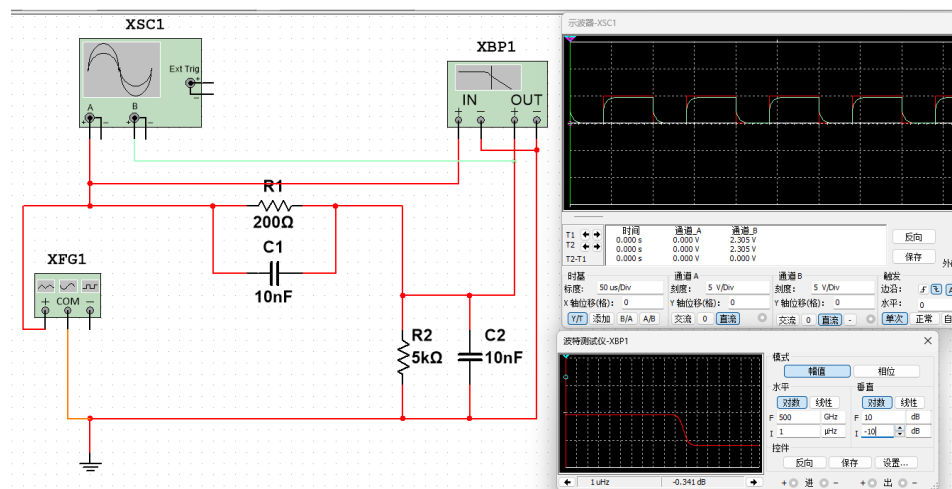 XSC1
Ext Trig
+
-
A
B
+ - + -
XBP1
IN OUT
+ - + -
R1
200Ω
C1
10nF
XFG1
+ COM -
R2
5kΩ
C2
10nF
示波器-XSC1
时间 通道_A 通道_B
T1 0.000 s 0.000 V 2.305 V
T2 0.000 s 0.000 V 2.305 V
T2-T1 0.000 s 0.000 V 0.000 V
反向
保存
时基 通道 A 通道 B 触发
标度: 50 us/Div 刻度: 5 V/Div 刻度: 5 V/Div 边沿:
X 轴位移(格): 0 Y 轴位移(格): 0 Y 轴位移(格): 0 水平: 0
Y/T 添加 B/A A/B 交流 0 直流 交流 0 直流 - 单次 正常
波特测试仪-XBP1
模式
幅值 相位
水平 垂直
对数 线性 对数 线性
F 500 GHz F 10 dB
I 1 µHz I -10 dB
控件
反向 保存 设置...
1 uHz -0.341 dB
+ 进 - + 出 -